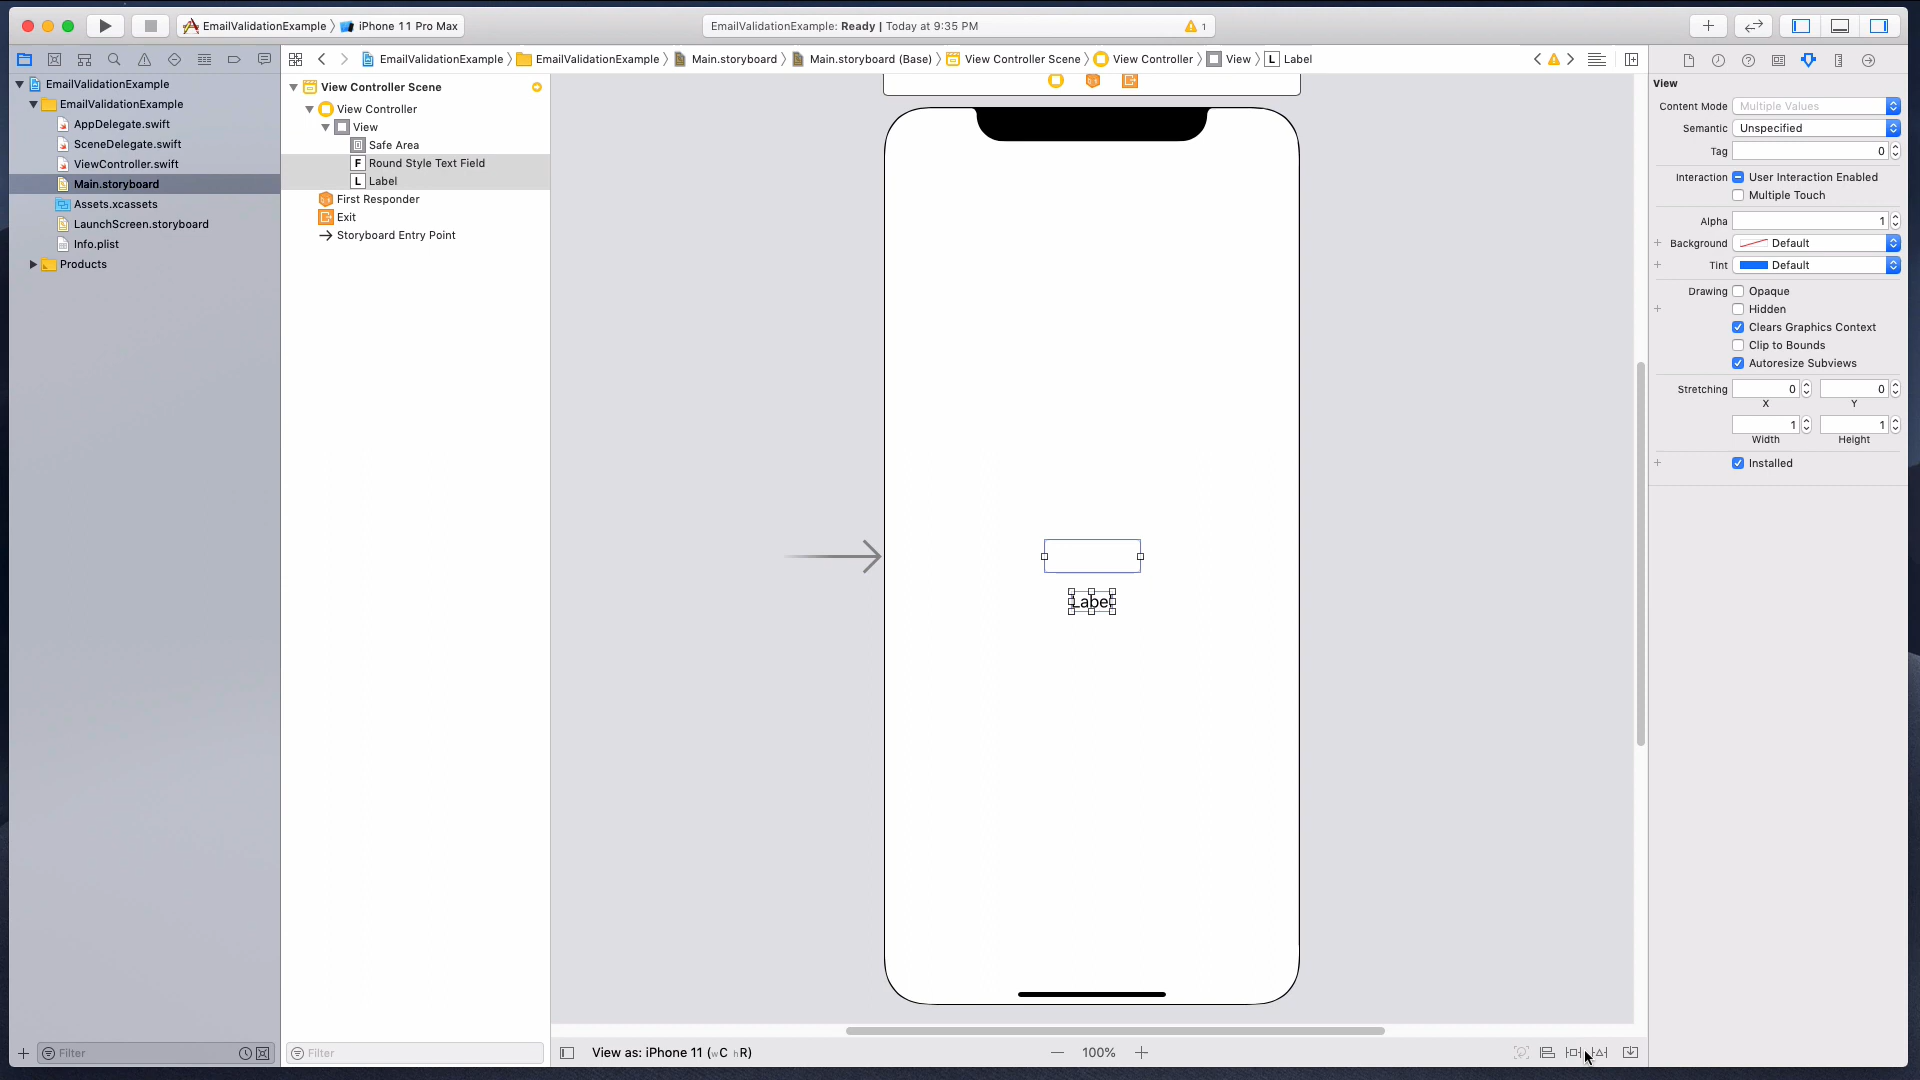 EmailValidationExample iPhone 11 Pro Max EmailValidationExample: Ready | Today at 9:35 PM 1
EmailValidationExample EmailValidationExample Main.storyboard Main.storyboard (Base) View Controller Scene View Controller View L Label
EmailValidationExample
EmailValidationExample
AppDelegate.swift
SceneDelegate.swift
ViewController.swift
Main.storyboard
Assets.xcassets
LaunchScreen.storyboard
Info.plist
Products
Filter
View Controller Scene
View Controller
View
Safe Area
F Round Style Text Field
L Label
First Responder
Exit
Storyboard Entry Point
Filter
Label
View as: iPhone 11 (wC hR)
100%
View
Content Mode Multiple Values
Semantic Unspecified
Tag 0
Interaction User Interaction Enabled
Multiple Touch
Alpha 1
Background Default
Tint Default
Drawing Opaque
Hidden
Clears Graphics Context
Clip to Bounds
Autoresize Subviews
Stretching 0 0
X Y
1 1
Width Height
Installed